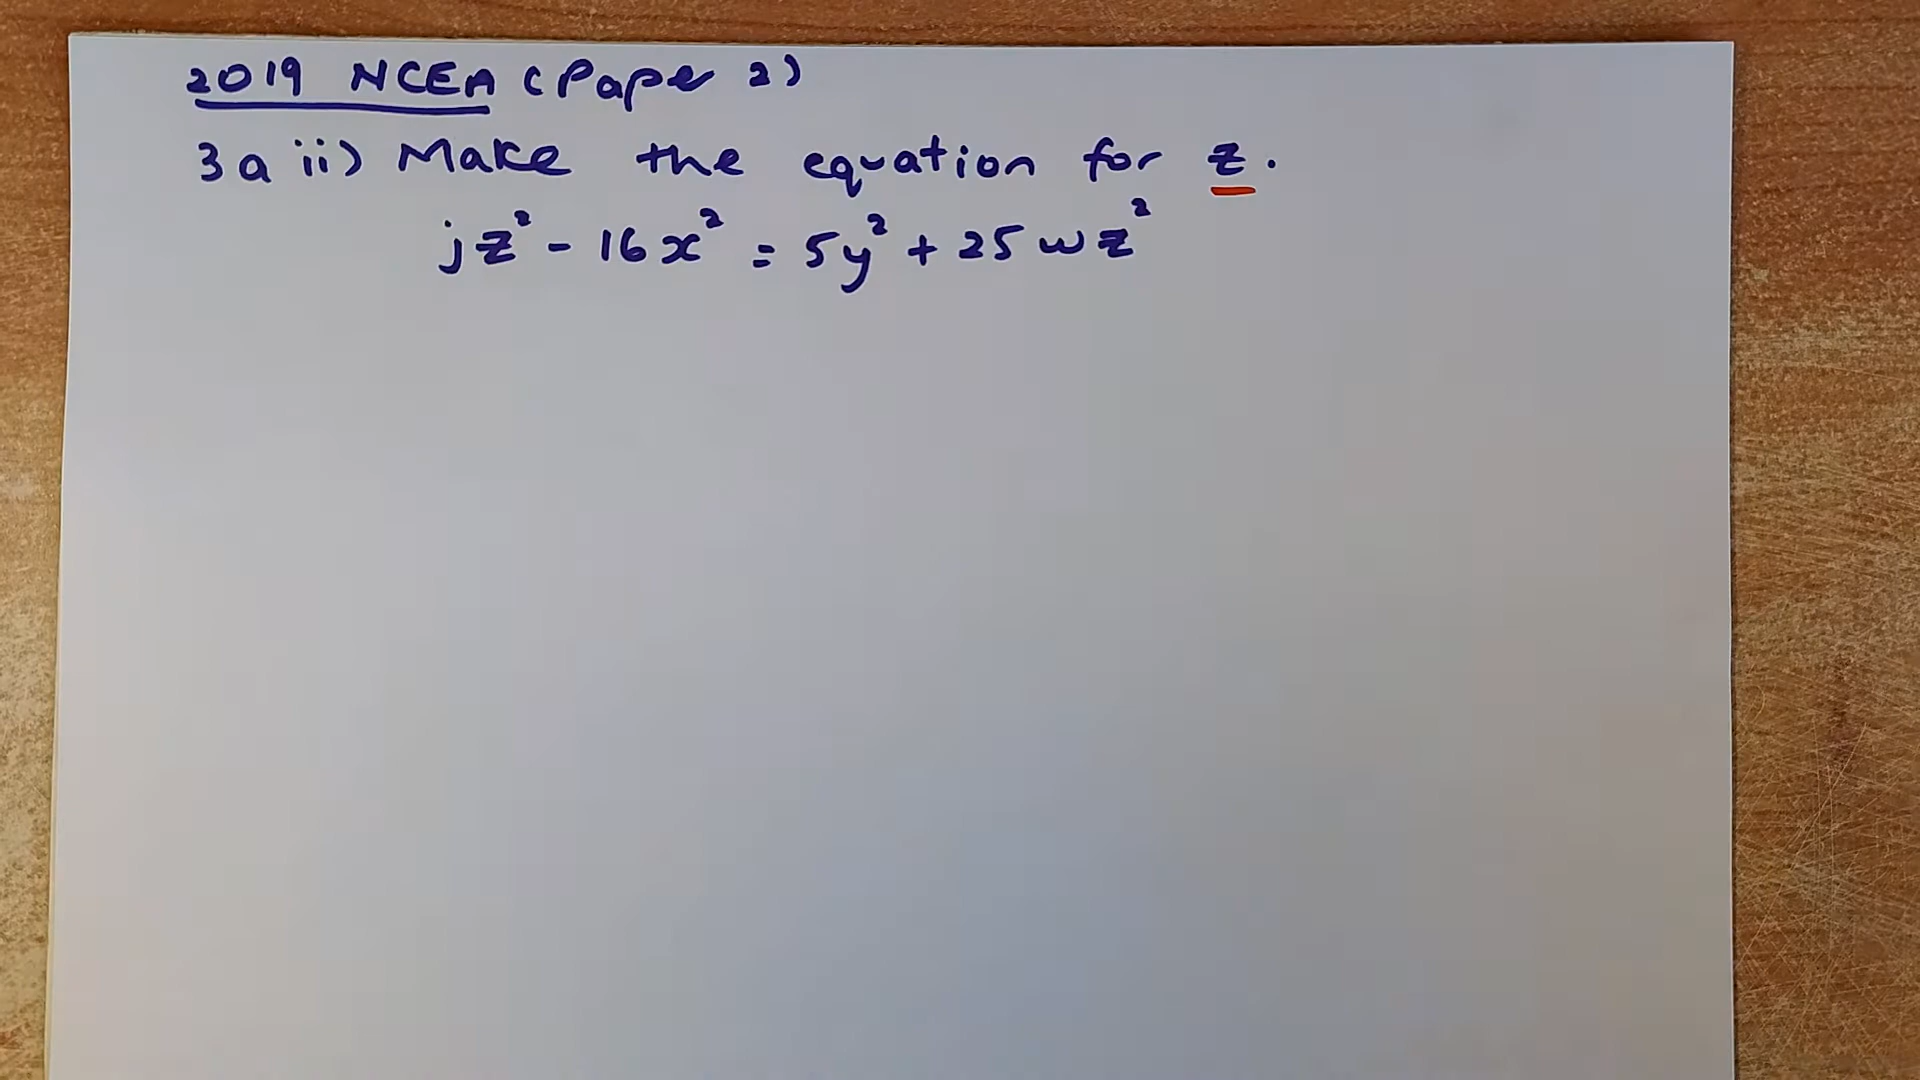 2019 NCEA (Paper 2)
3a ii) Make the equation for z.
jz² - 16x² = 5y² + 25wz²